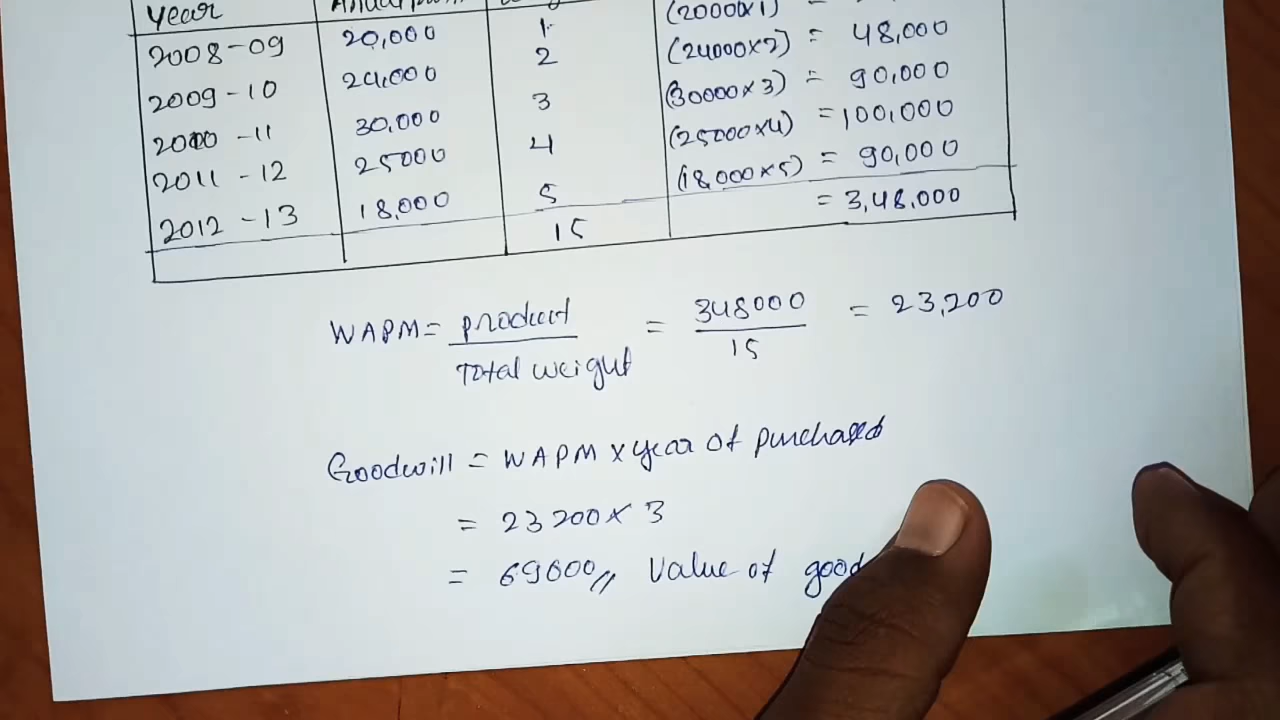 Year
2008-09 20,000 1 (20000x1) =
2009-10 24,000 2 (24000x2) = 48,000
2010-11 30,000 3 (30000x3) = 90,000
2011-12 25000 4 (25000x4) = 100,000
2012-13 18,000 5 (18,000x5) = 90,000
15 = 3,48,000
WAPM = product / Total weight = 348000 / 15 = 23,200
Goodwill = WAPM x year of purchased
= 23200 x 3
= 69600// Value of